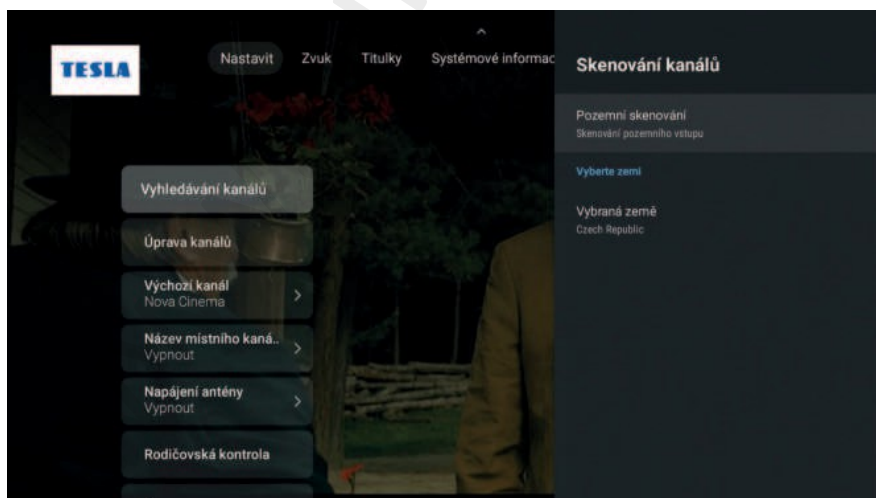 TESLA
Nastavit
Zvuk
Titulky
Systémové informac
Vyhledávání kanálů
Úprava kanálů
Výchozí kanál
Nova Cinema
Název místního kaná..
Vypnout
Napájení antény
Vypnout
Rodičovská kontrola
Skenování kanálů
Pozemní skenování
Skenování pozemního vstupu
Vyberte zemi
Vybraná země
Czech Republic